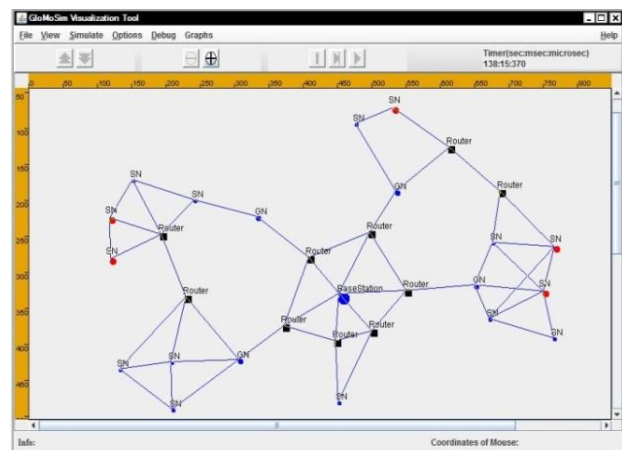 GloMoSim Visualization Tool
File View Simulate Options Debug Graphs Help
Timer(sec:msec:microsec)
138:15:370
0 50 100 150 200 250 300 350 400 450 500 550 600 650 700 750 800
50
100
150
200
250
300
350
400
450
SN
SN
Router
SN
Router
SN
GN
SN
GN
Router
Router
SN
SN
SN
Router
BaseStation
GN
SN
Router
Router
Router
Router
Router
SN
SN
GN
SN
SN
SN
SN
Info:
Coordinates of Mouse: